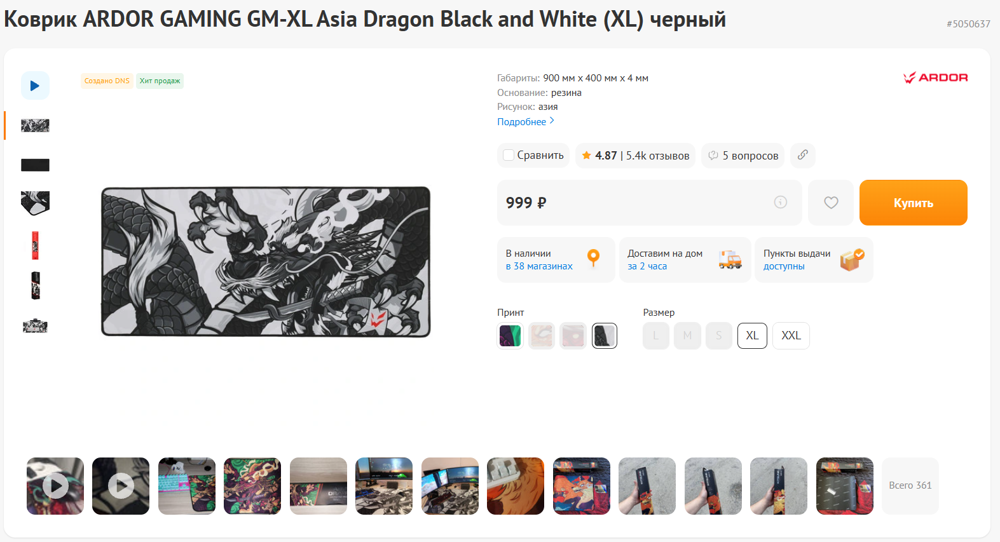 Коврик ARDOR GAMING GM-XL Asia Dragon Black and White (XL) черный
#5050637
Создано DNS
Хит продаж
Габариты: 900 мм x 400 мм x 4 мм
Основание: резина
Рисунок: азия
Подробнее
ARDOR
Сравнить
4.87 | 5.4k отзывов
5 вопросов
999 ₽
Купить
В наличии
в 38 магазинах
Доставим на дом
за 2 часа
Пункты выдачи
доступны
Принт
Размер
L
M
S
XL
XXL
Всего 361